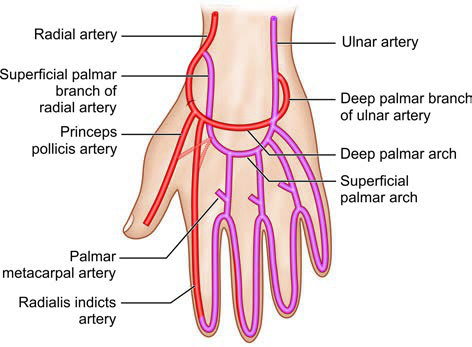 Radial artery
Superficial palmar
branch of
radial artery
Princeps
pollicis artery
Palmar
metacarpal artery
Radialis indicts
artery
Ulnar artery
Deep palmar branch
of ulnar artery
Deep palmar arch
Superficial
palmar arch